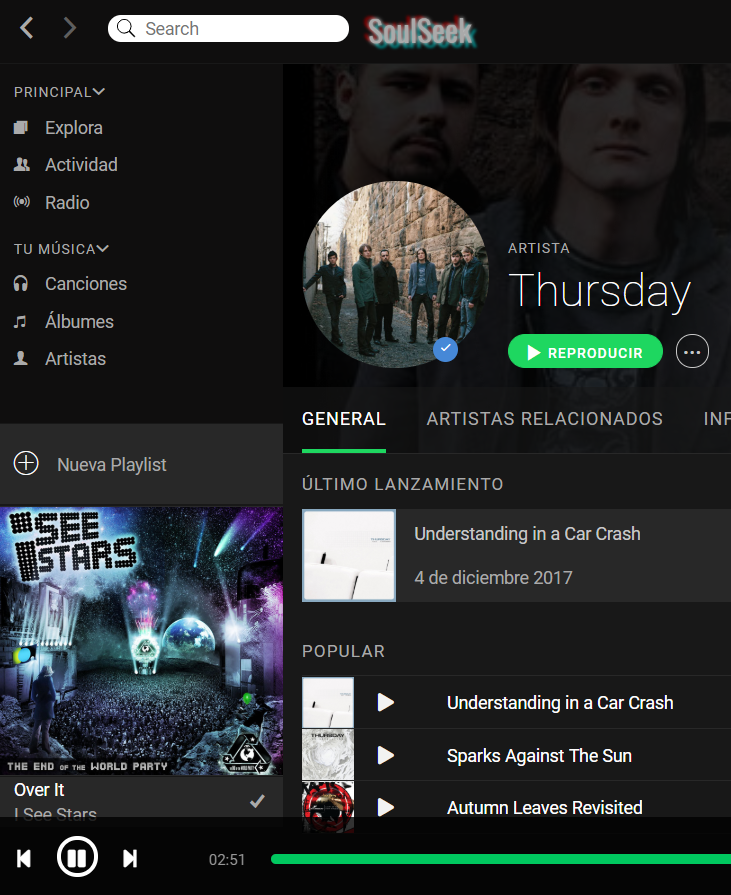 Search
SoulSeek
PRINCIPAL
Explora
Actividad
Radio
TU MÚSICA
Canciones
Álbumes
Artistas
Nueva Playlist
I SEE
STARS
THE END OF THE WORLD PARTY
Over It
I See Stars
ARTISTA
Thursday
REPRODUCIR
GENERAL
ARTISTAS RELACIONADOS
INF
ÚLTIMO LANZAMIENTO
Understanding in a Car Crash
4 de diciembre 2017
POPULAR
Understanding in a Car Crash
THURSDAY
Sparks Against The Sun
Autumn Leaves Revisited
02:51